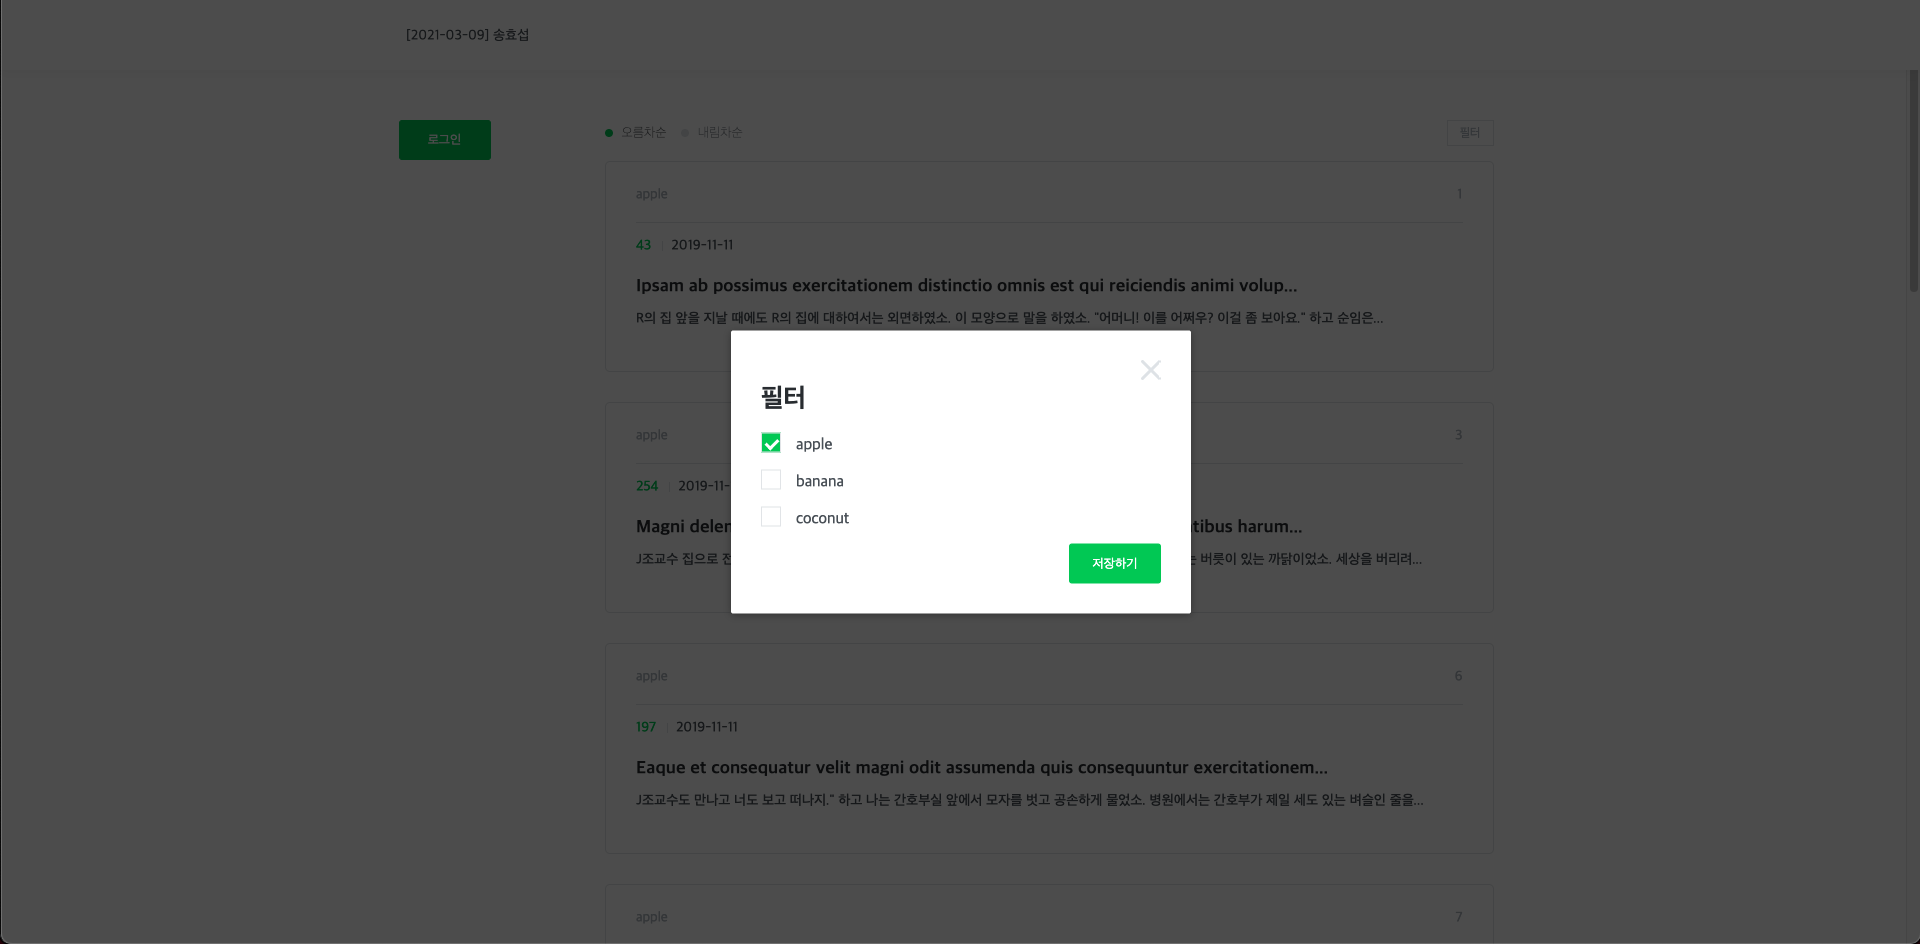 [2021-03-09] 송효섭
로그인
오름차순 내림차순 필터
apple 1
43 2019-11-11
Ipsam ab possimus exercitationem distinctio omnis est qui reiciendis animi volup...
R의 집 앞을 지날 때에도 R의 집에 대하여서는 외면하였소. 이 모양으로 말을 하였소. "어머니! 이를 어쩌우? 이걸 좀 보아요." 하고 순임은...
필터
apple
banana
coconut
저장하기
apple 3
254 2019-11-
Magni delen tibus harum...
J조교수 집으로 전 는 버릇이 있는 까닭이었소. 세상을 버리려...
apple 6
197 2019-11-11
Eaque et consequatur velit magni odit assumenda quis consequuntur exercitationem...
J조교수도 만나고 너도 보고 떠나지." 하고 나는 간호부실 앞에서 모자를 벗고 공손하게 물었소. 병원에서는 간호부가 제일 세도 있는 벼슬인 줄을...
apple 7